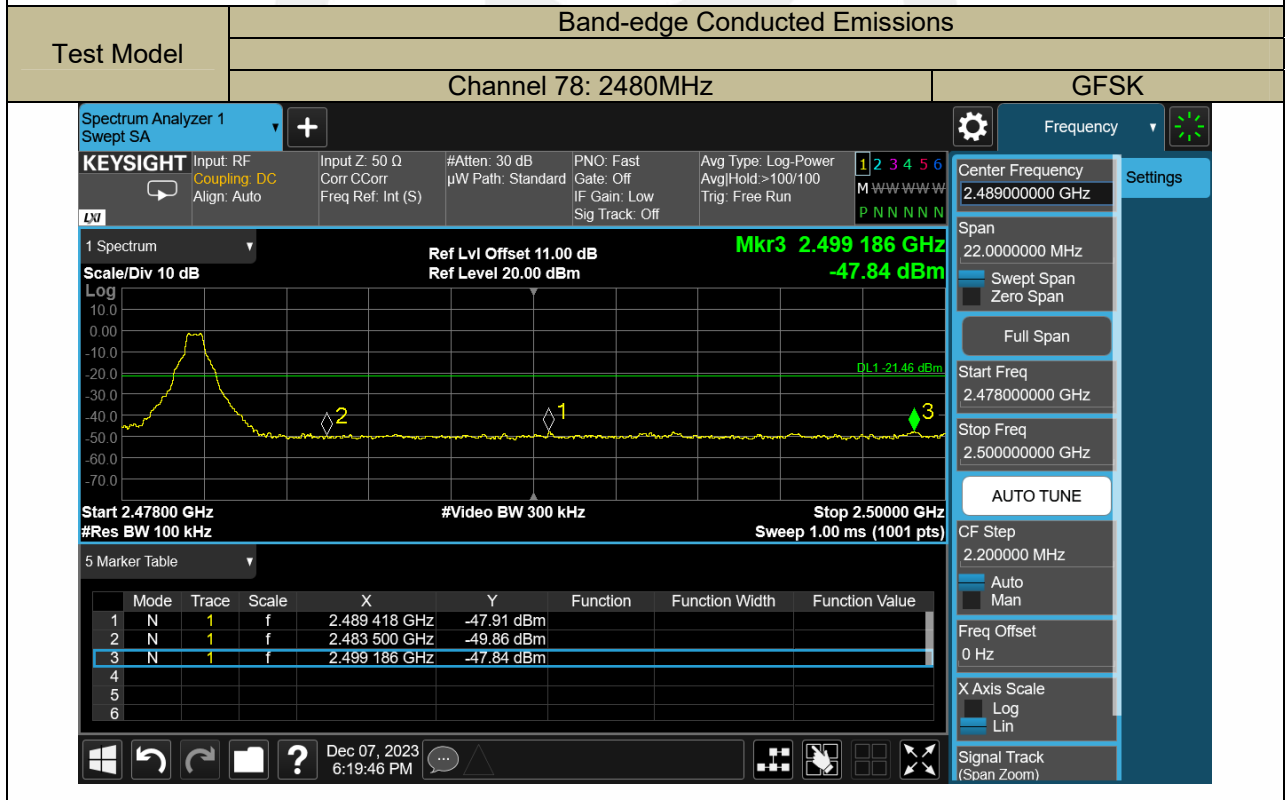 Test Model
Band-edge Conducted Emissions
Channel 78: 2480MHz
GFSK
Spectrum Analyzer 1
Swept SA
+
Frequency
KEYSIGHT
LXI
Input: RF
Coupling: DC
Align: Auto
Input Z: 50 Ω
Corr CCorr
Freq Ref: Int (S)
#Atten: 30 dB
µW Path: Standard
PNO: Fast
Gate: Off
IF Gain: Low
Sig Track: Off
Avg Type: Log-Power
Avg|Hold:>100/100
Trig: Free Run
1 2 3 4 5 6
M W W W W W
P N N N N N
1 Spectrum
Scale/Div 10 dB
Ref Lvl Offset 11.00 dB
Ref Level 20.00 dBm
Mkr3 2.499 186 GHz
-47.84 dBm
Log
10.0
0.00
-10.0
-20.0
-30.0
-40.0
-50.0
-60.0
-70.0
DL1 -21.46 dBm
2
1
3
Start 2.47800 GHz
#Res BW 100 kHz
#Video BW 300 kHz
Stop 2.50000 GHz
Sweep 1.00 ms (1001 pts)
5 Marker Table
Mode Trace Scale X Y Function Function Width Function Value
1 N 1 f 2.489 418 GHz -47.91 dBm
2 N 1 f 2.483 500 GHz -49.86 dBm
3 N 1 f 2.499 186 GHz -47.84 dBm
4
5
6
?
Dec 07, 2023
6:19:46 PM
Center Frequency
2.489000000 GHz
Settings
Span
22.0000000 MHz
Swept Span
Zero Span
Full Span
Start Freq
2.478000000 GHz
Stop Freq
2.500000000 GHz
AUTO TUNE
CF Step
2.200000 MHz
Auto
Man
Freq Offset
0 Hz
X Axis Scale
Log
Lin
Signal Track
(Span Zoom)